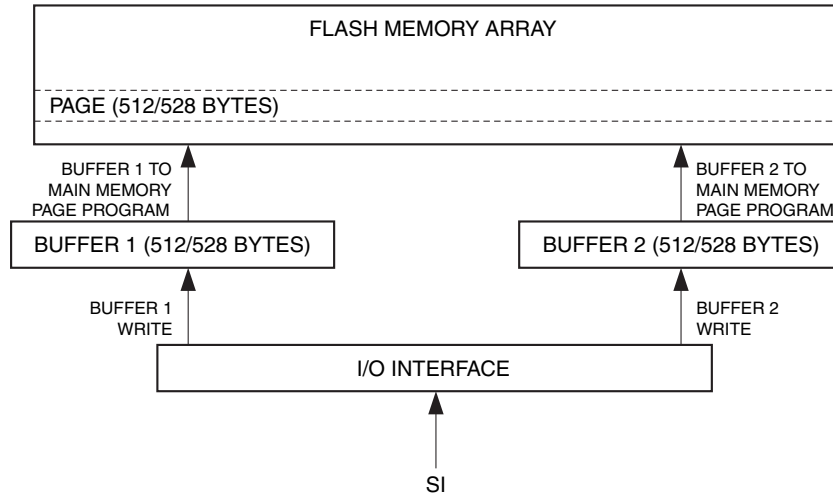 FLASH MEMORY ARRAY
PAGE (512/528 BYTES)
BUFFER 1 TO
MAIN MEMORY
PAGE PROGRAM
BUFFER 2 TO
MAIN MEMORY
PAGE PROGRAM
BUFFER 1 (512/528 BYTES)
BUFFER 2 (512/528 BYTES)
BUFFER 1
WRITE
BUFFER 2
WRITE
I/O INTERFACE
SI